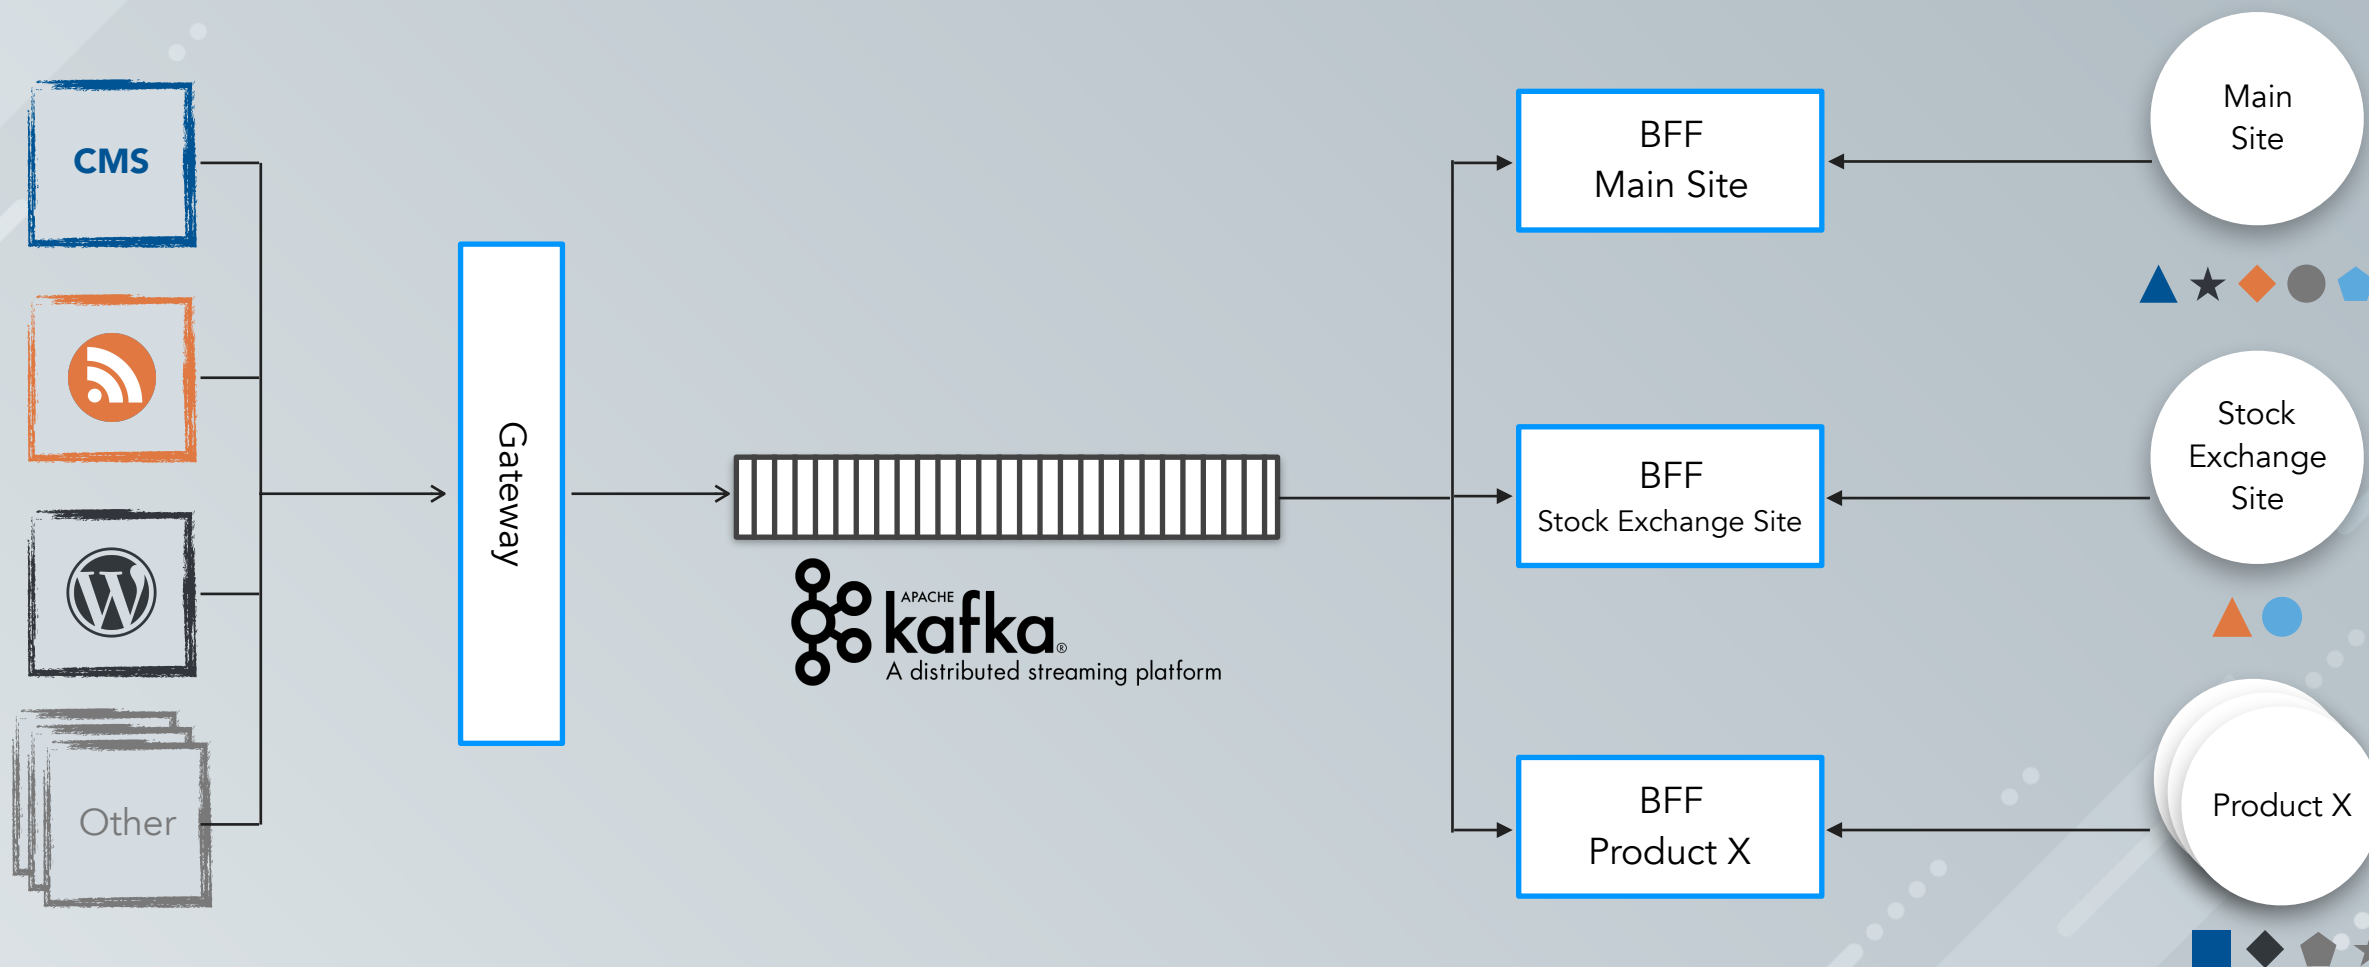 CMS
Other
Gateway
APACHE
kafka®
A distributed streaming platform
BFF
Main Site
BFF
Stock Exchange Site
BFF
Product X
Main
Site
Stock
Exchange
Site
Product X